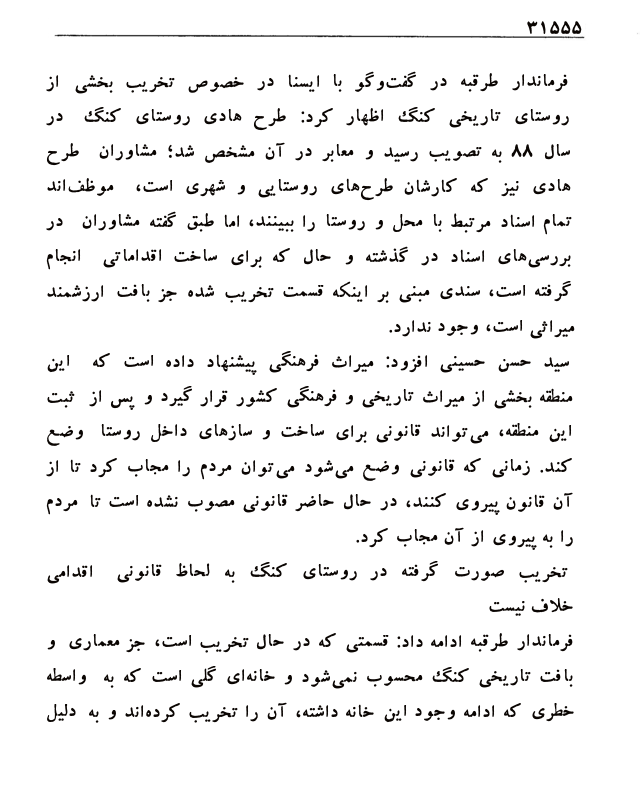 ۳۱۵۵۵
فرماندار طرقبه در گفت‌وگو با ایسنا در خصوص تخریب بخشی از
روستای تاریخی کنگ اظهار کرد: طرح هادی روستای کنگ در
سال ۸۸ به تصویب رسید و معابر در آن مشخص شد؛ مشاوران طرح
هادی نیز که کارشان طرح‌های روستایی و شهری است، موظف‌اند
تمام اسناد مرتبط با محل و روستا را ببینند، اما طبق گفته مشاوران در
بررسی‌های اسناد در گذشته و حال که برای ساخت اقداماتی انجام
گرفته است، سندی مبنی بر اینکه قسمت تخریب شده جز بافت ارزشمند
میراثی است، وجود ندارد.
سید حسن حسینی افزود: میراث فرهنگی پیشنهاد داده است که این
منطقه بخشی از میراث تاریخی و فرهنگی کشور قرار گیرد و پس از ثبت
این منطقه، می‌تواند قانونی برای ساخت و سازهای داخل روستا وضع
کند. زمانی که قانونی وضع می‌شود می‌توان مردم را مجاب کرد تا از
آن قانون پیروی کنند، در حال حاضر قانونی مصوب نشده است تا مردم
را به پیروی از آن مجاب کرد.
تخریب صورت گرفته در روستای کنگ به لحاظ قانونی اقدامی
خلاف نیست
فرماندار طرقبه ادامه داد: قسمتی که در حال تخریب است، جز معماری و
بافت تاریخی کنگ محسوب نمی‌شود و خانه‌ای گلی است که به واسطه
خطری که ادامه وجود این خانه داشته، آن را تخریب کرده‌اند و به دلیل